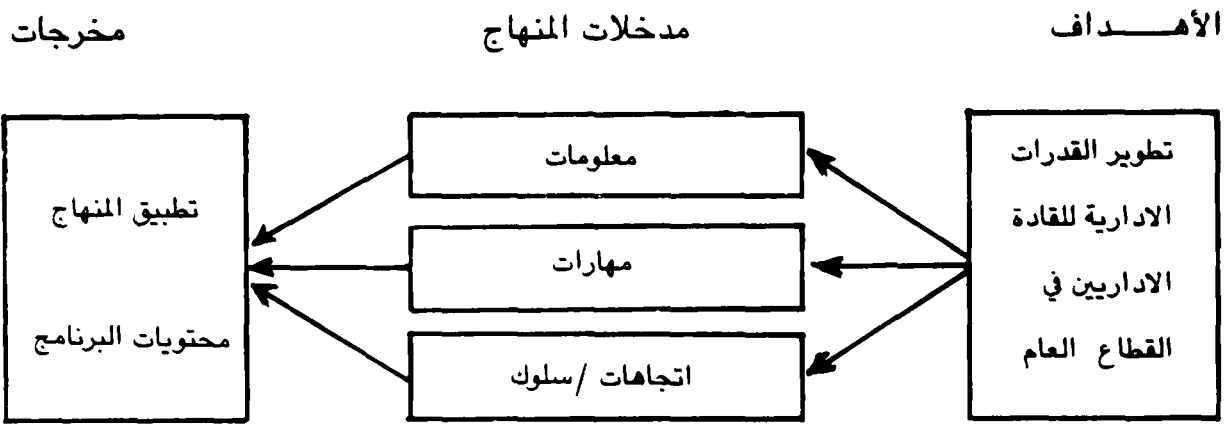 الأهـــداف
مدخلات المنهاج
مخرجات
تطوير القدرات
الادارية للقادة
الاداريين في
القطاع العام
معلومات
مهارات
اتجاهات / سلوك
تطبيق المنهاج
محتويات البرنامج